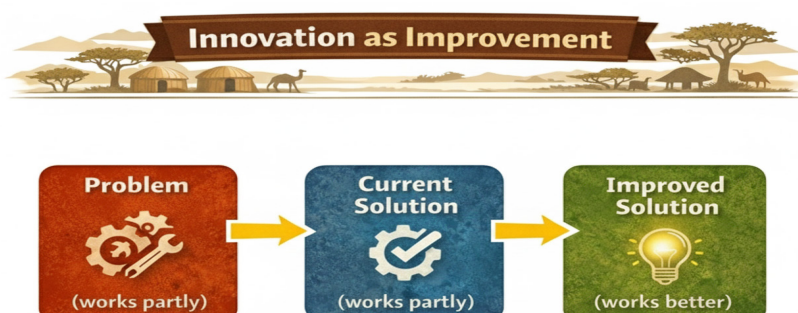 Innovation as Improvement
Problem
(works partly)
Current
Solution
(works partly)
Improved
Solution
(works better)